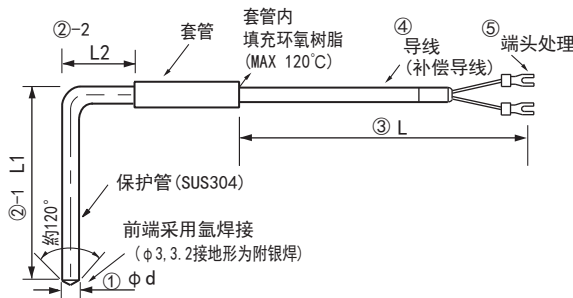 ②-2
L2
套管
套管内
填充环氧树脂
(MAX 120℃)
④
导线
(补偿导线)
⑤
端头处理
③ L
②-1 L1
保护管(SUS304)
約120°
前端采用氩焊接
(φ3,3.2接地形为附银焊)
① φd